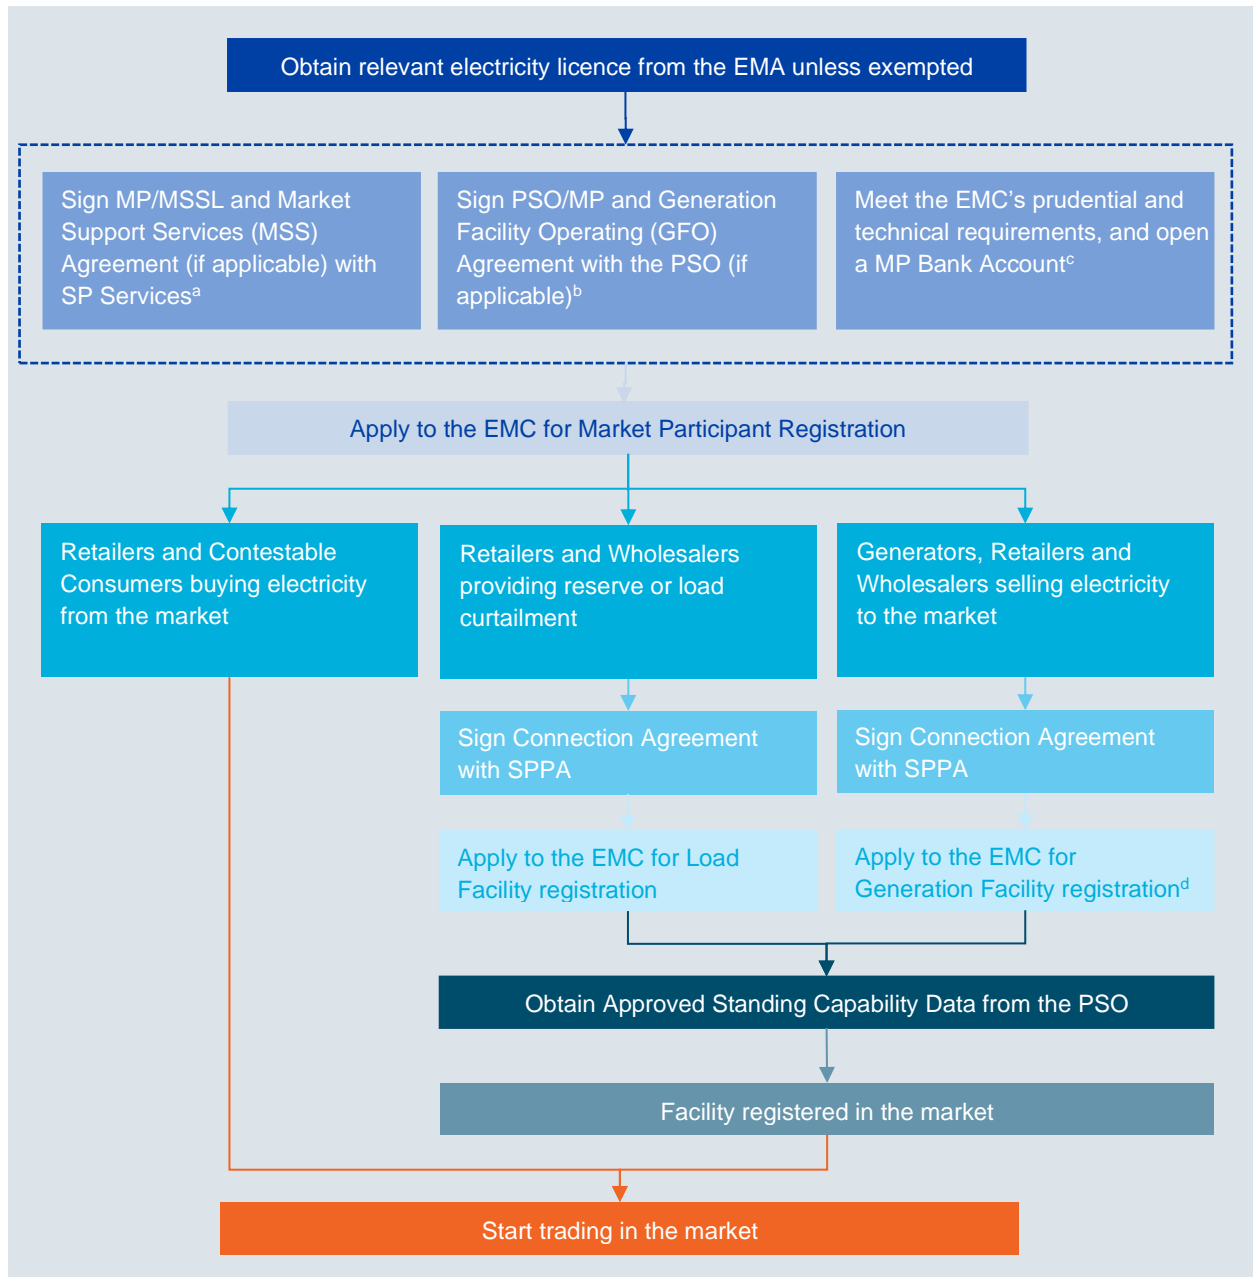 Obtain relevant electricity licence from the EMA unless exempted
Sign MP/MSSL and Market
Support Services (MSS)
Agreement (if applicable) with
SP Services^a
Sign PSO/MP and Generation
Facility Operating (GFO)
Agreement with the PSO (if
applicable)^b
Meet the EMC’s prudential and
technical requirements, and open
a MP Bank Account^c
Apply to the EMC for Market Participant Registration
Retailers and Contestable
Consumers buying electricity
from the market
Retailers and Wholesalers
providing reserve or load
curtailment
Generators, Retailers and
Wholesalers selling electricity
to the market
Sign Connection Agreement
with SPPA
Sign Connection Agreement
with SPPA
Apply to the EMC for Load
Facility registration
Apply to the EMC for
Generation Facility registration^d
Obtain Approved Standing Capability Data from the PSO
Facility registered in the market
Start trading in the market